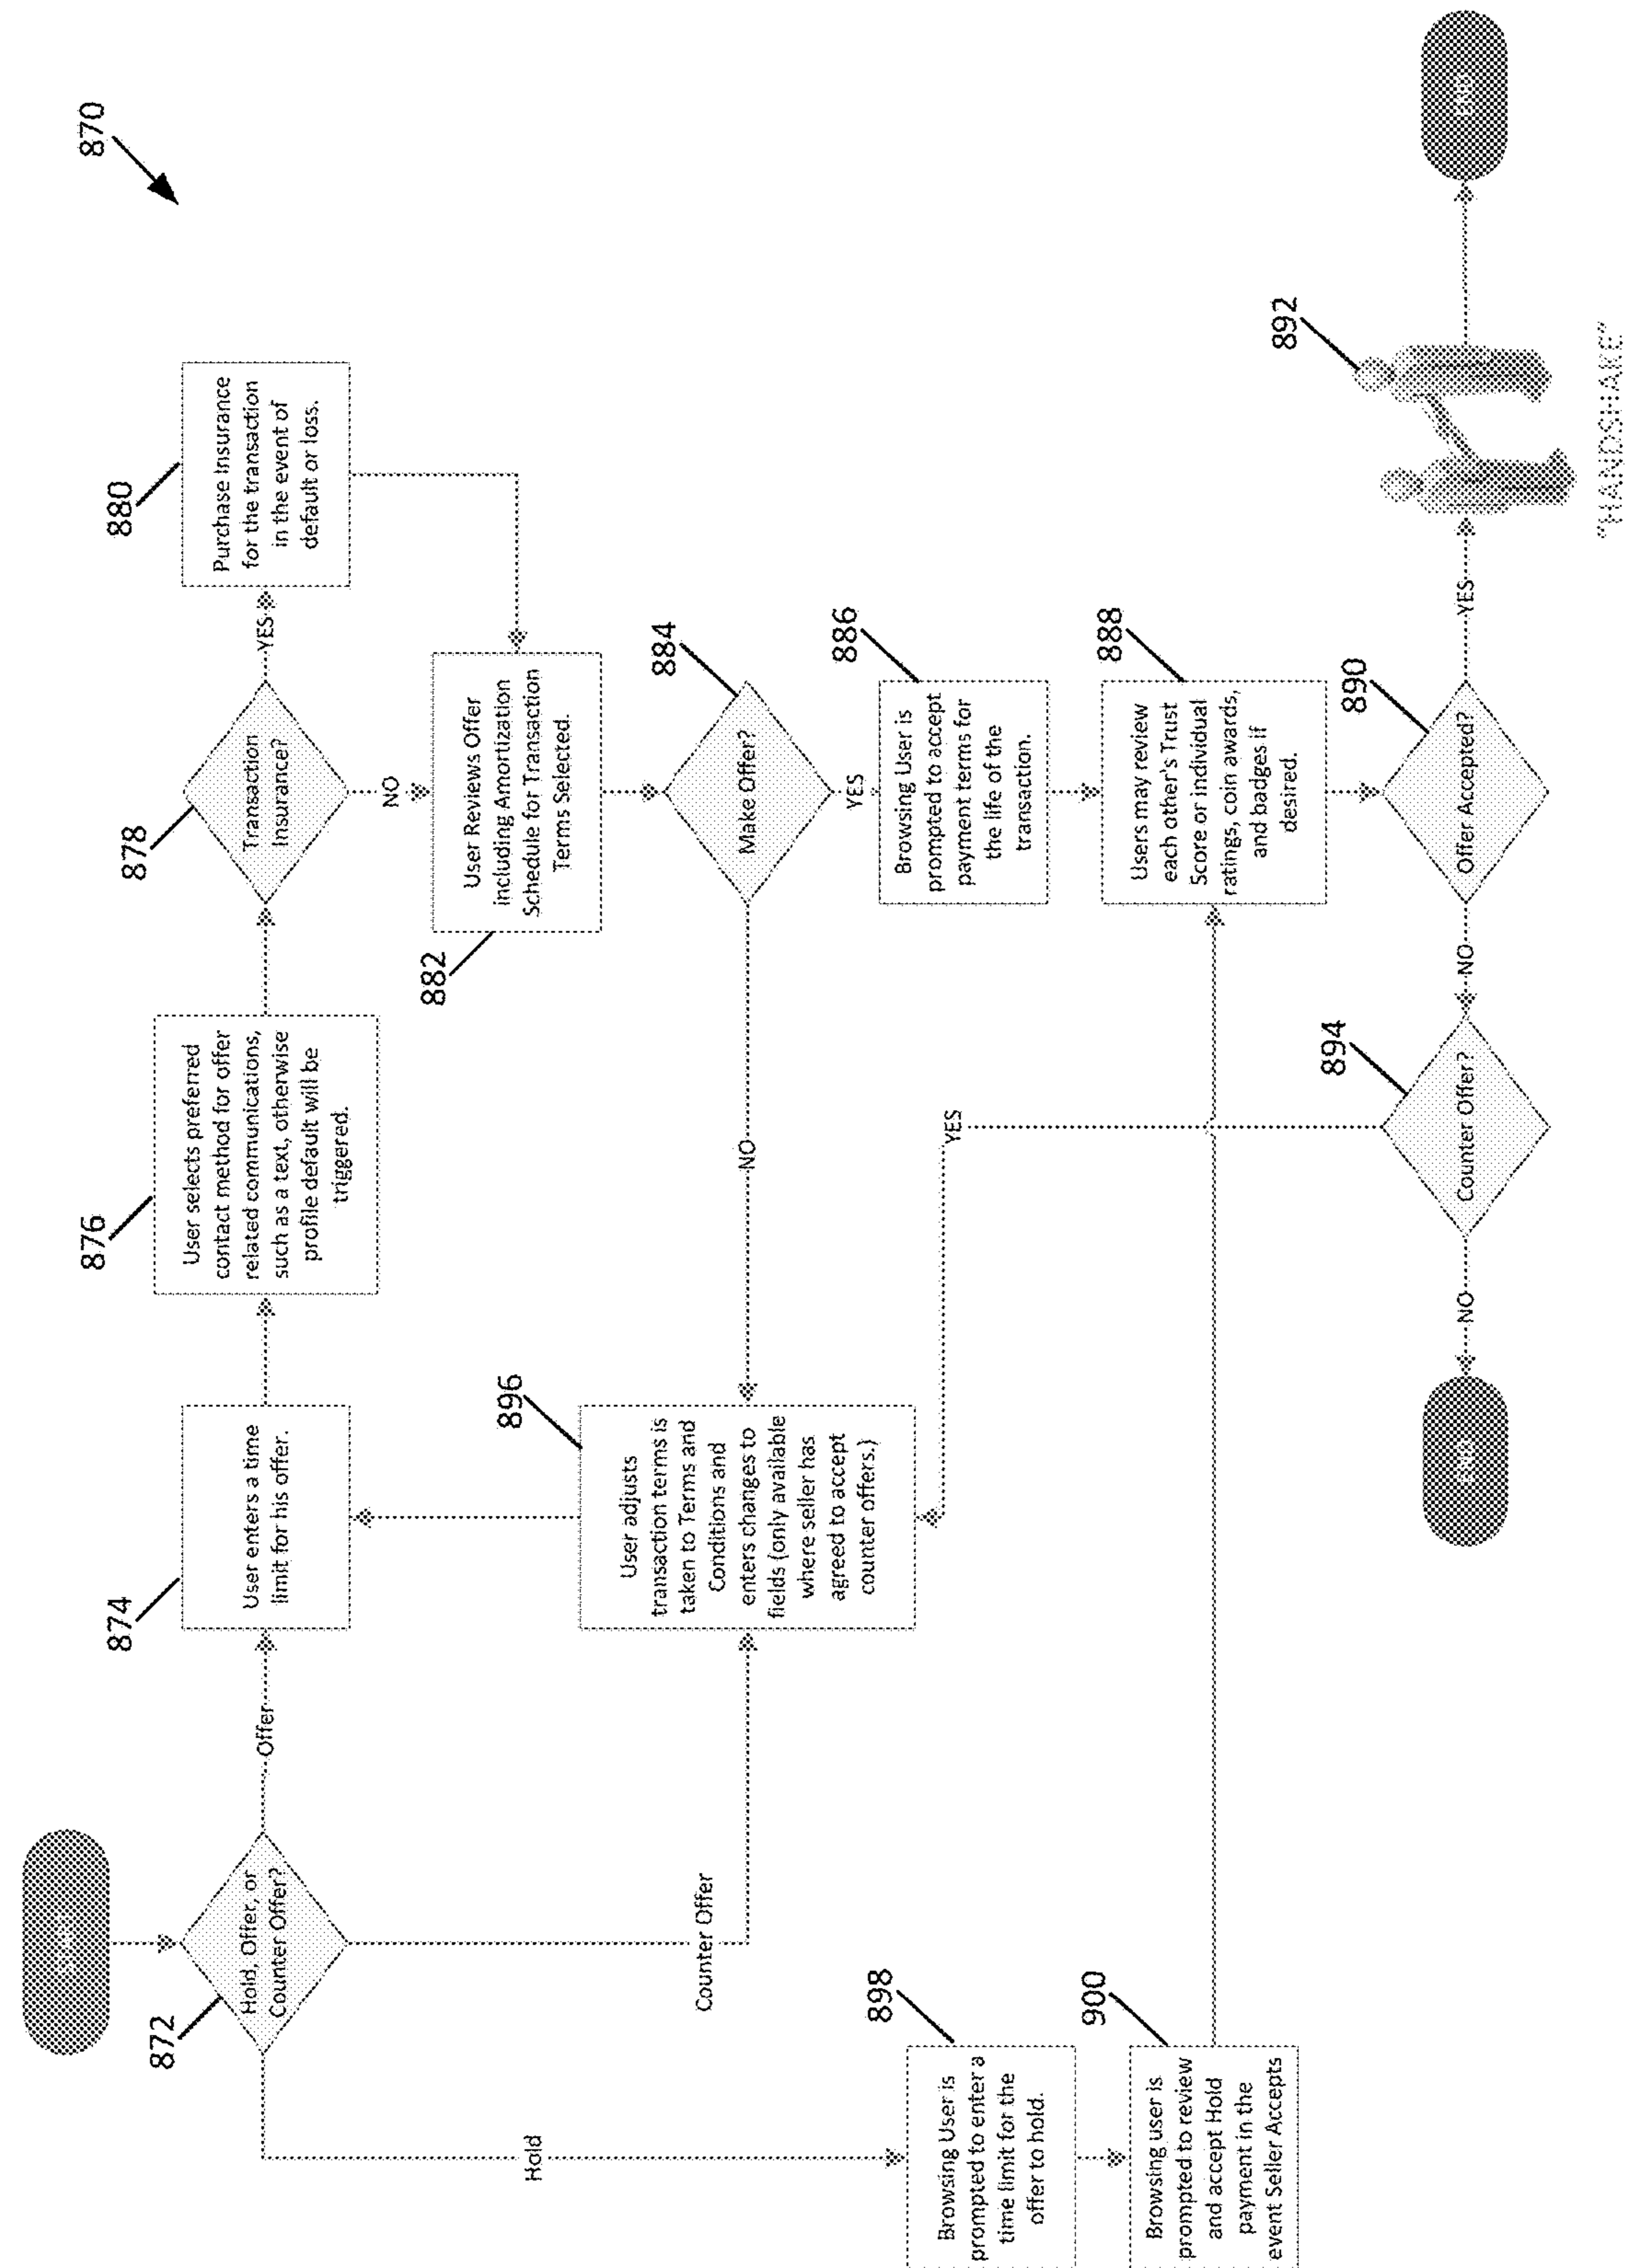 870
872
Hold, Offer, or
Counter Offer?
Offer
874
User enters a time
limit for his offer.
876
User selects preferred
contact method for offer
related communications,
such as a text, otherwise
profile default will be
triggered.
878
Transaction
Insurance?
YES
880
Purchase Insurance
for the transaction
in the event of
default or loss.
NO
882
User Reviews Offer
including Amortization
Schedule for Transaction
Terms Selected.
Counter Offer
896
User adjusts
transaction terms is
taken to Terms and
Conditions and
enters changes to
fields (only available
where seller has
agreed to accept
counter offers.)
NO
884
Make Offer?
YES
886
Browsing User is
prompted to accept
payment terms for
the life of the
transaction.
Hold
898
Browsing User is
prompted to enter a
time limit for the
offer to hold.
900
Browsing user is
prompted to review
and accept Hold
payment in the
event Seller Accepts
YES
888
Users may review
each other's Trust
Score or individual
ratings, coin awards,
and badges if
desired.
NO
894
Counter Offer?
NO
890
Offer Accepted?
YES
892
"HANDSHAKE"